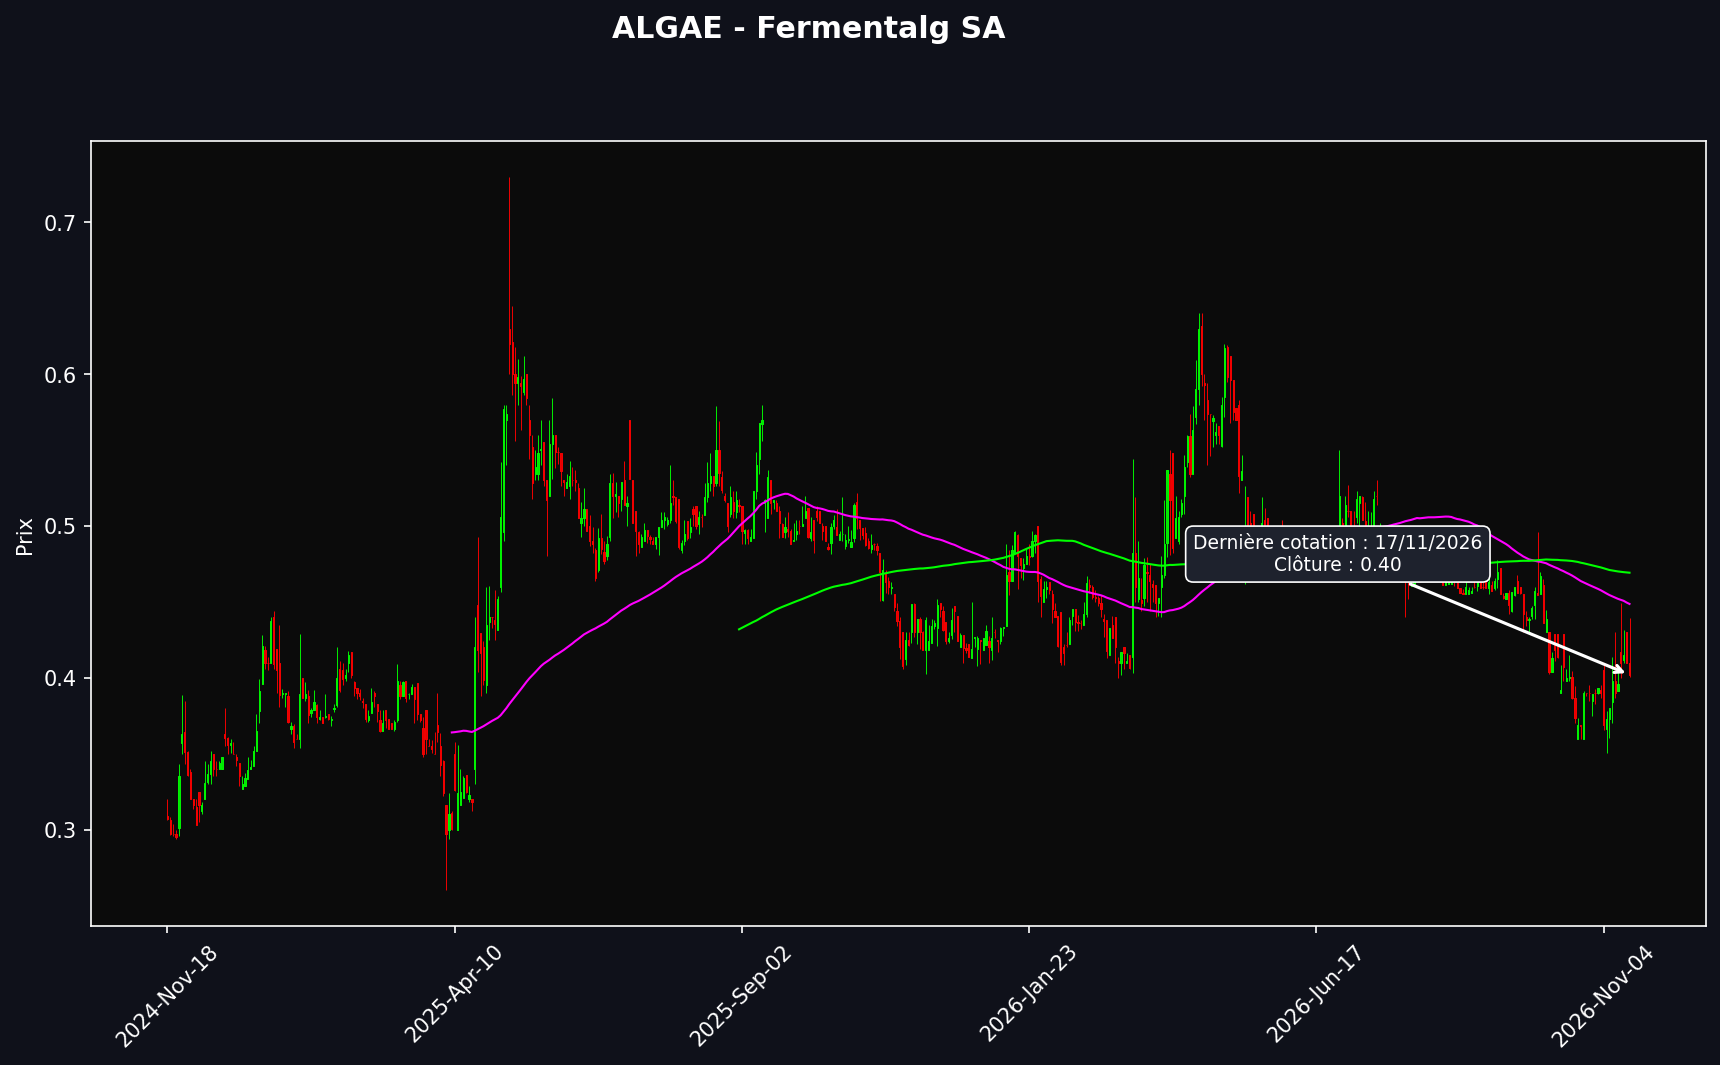 ALGAE - Fermentalg SA
Prix
0.7
0.6
0.5
0.4
0.3
Dernière cotation : 17/11/2026
Clôture : 0.40
2024-Nov-18
2025-Apr-10
2025-Sep-02
2026-Jan-23
2026-Jun-17
2026-Nov-04